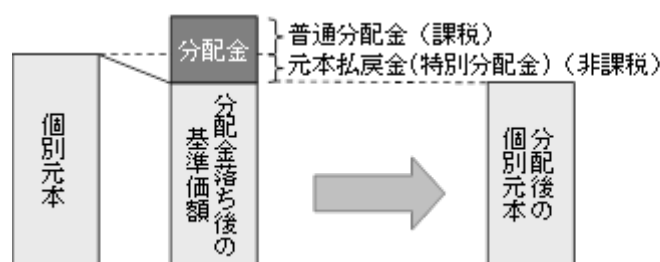 分配金
普通分配金（課税）
元本払戻金(特別分配金)（非課税）
個別元本
分配金落ち後の
基準価額
分配後の
個別元本